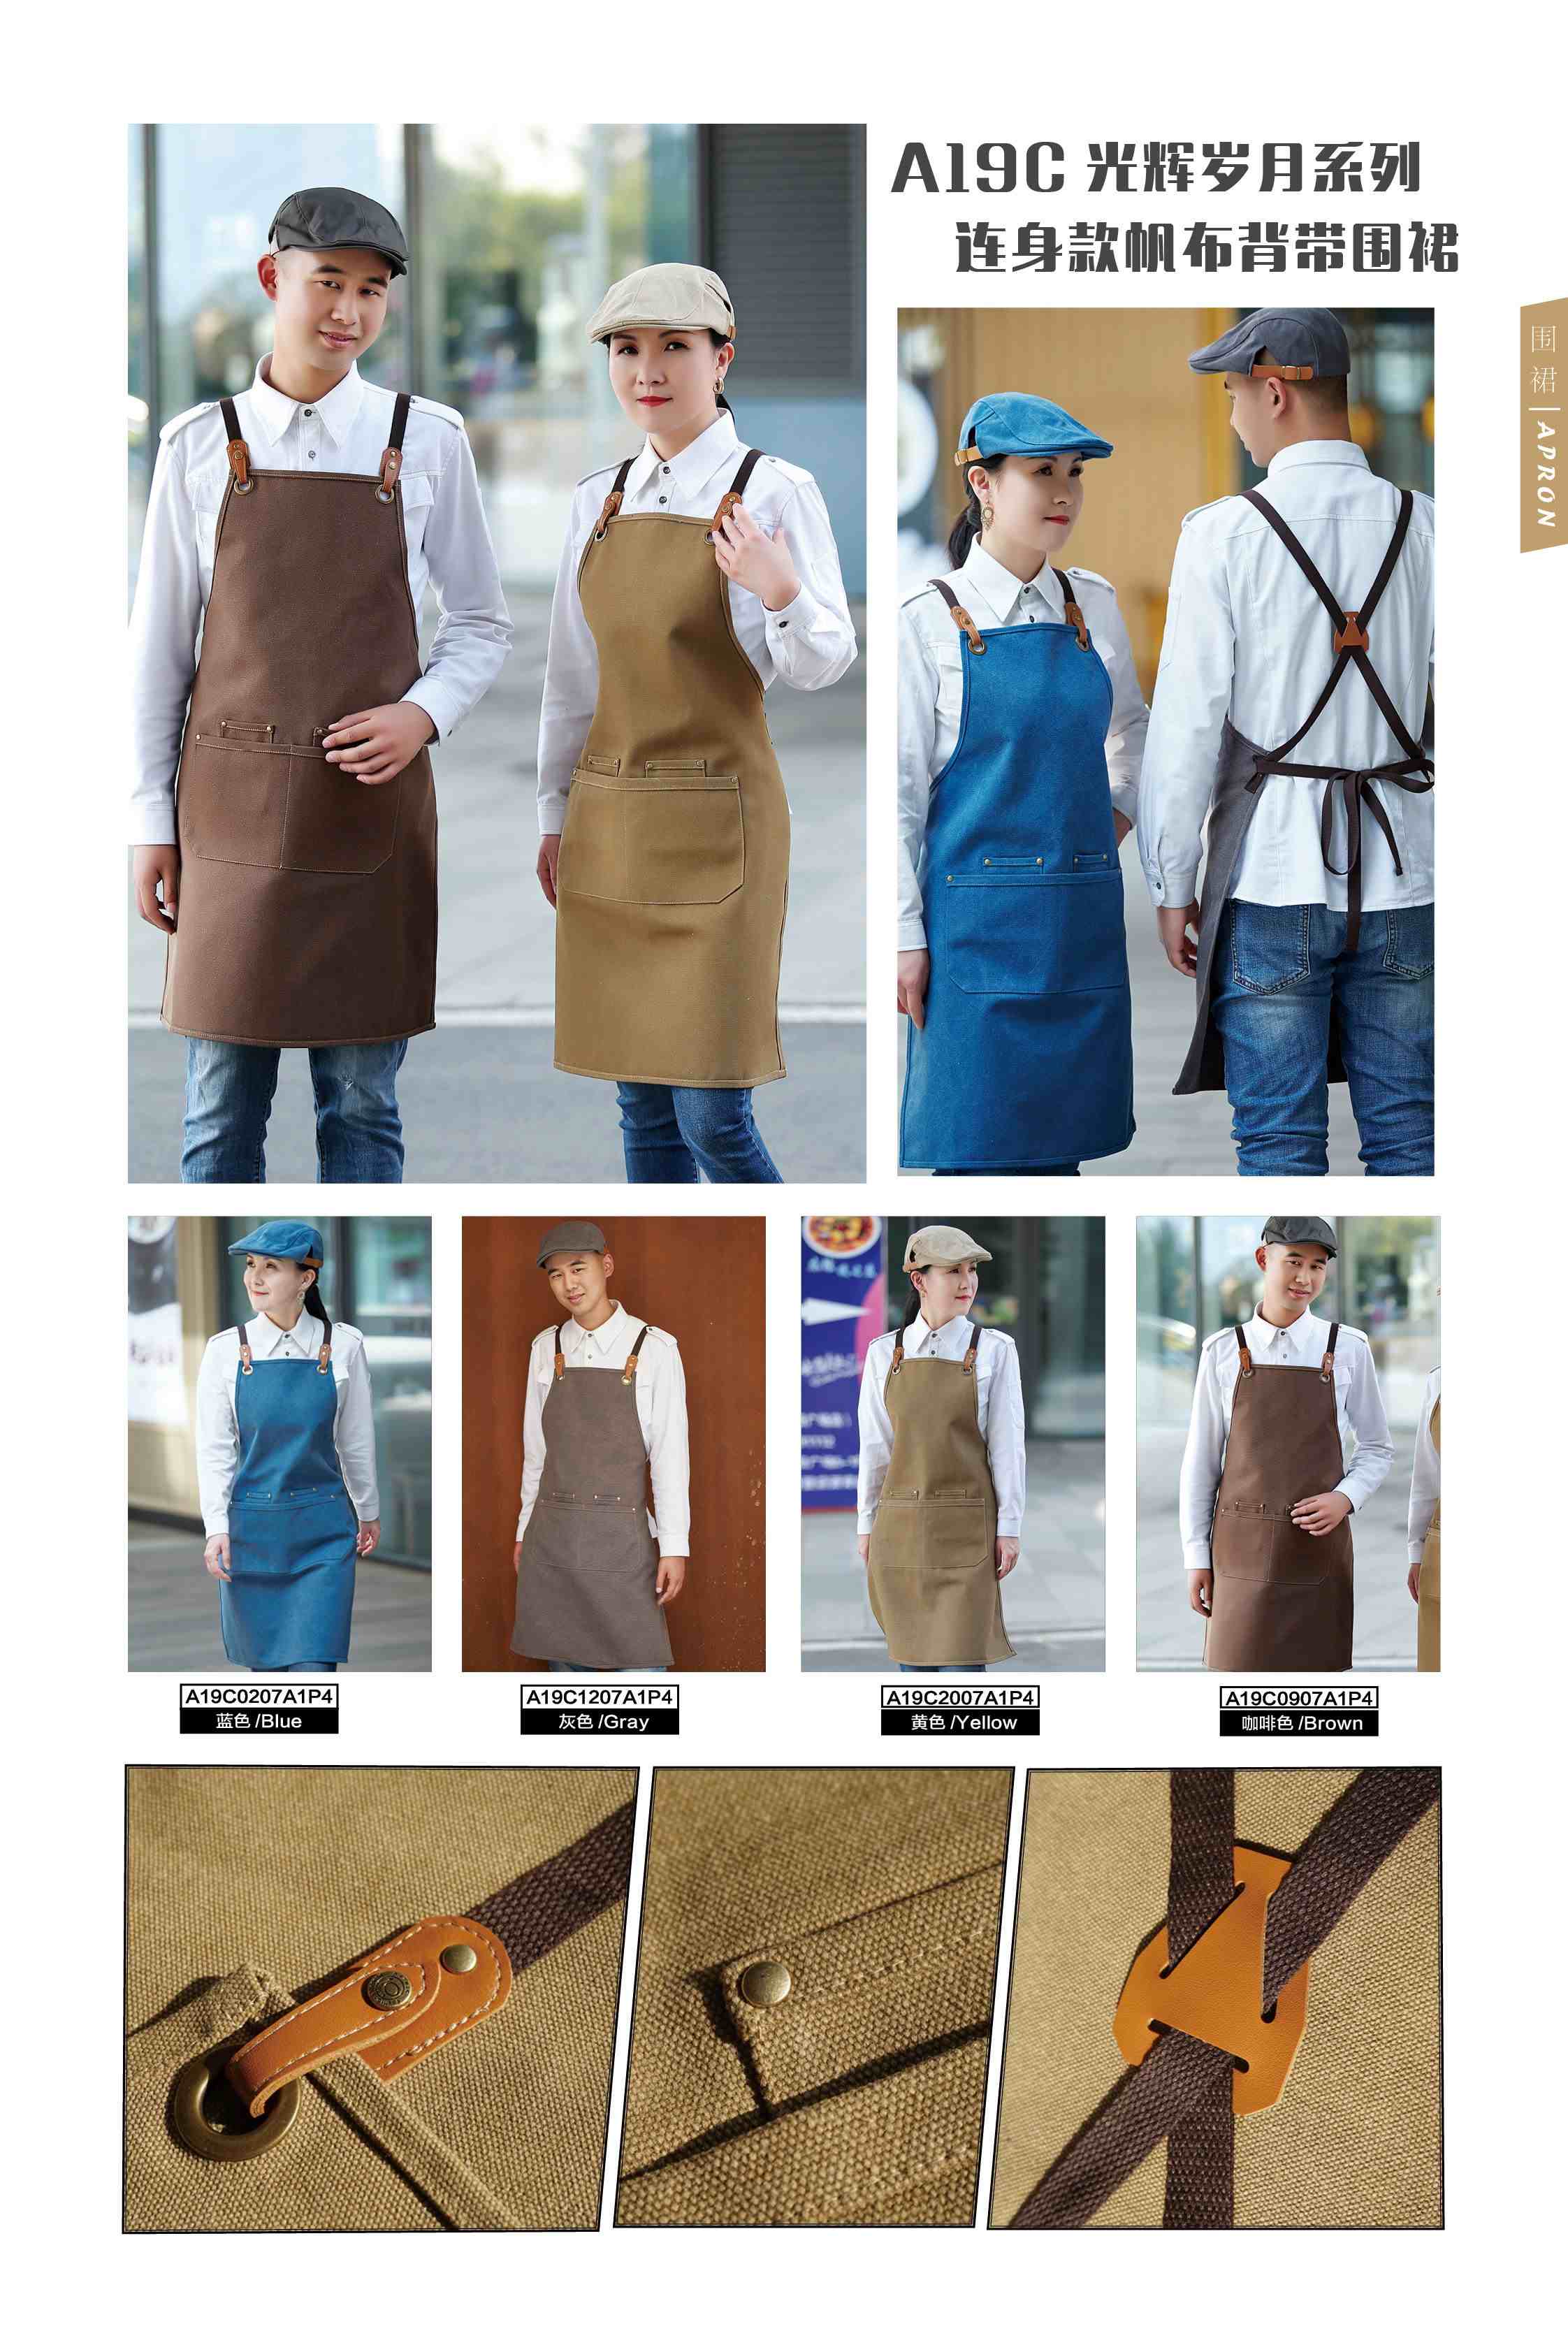 A19C 光辉岁月系列
连身款帆布背带围裙
围裙 | APRON
A19C0207A1P4
蓝色 /Blue
A19C1207A1P4
灰色 /Gray
A19C2007A1P4
黄色 /Yellow
A19C0907A1P4
咖啡色 /Brown